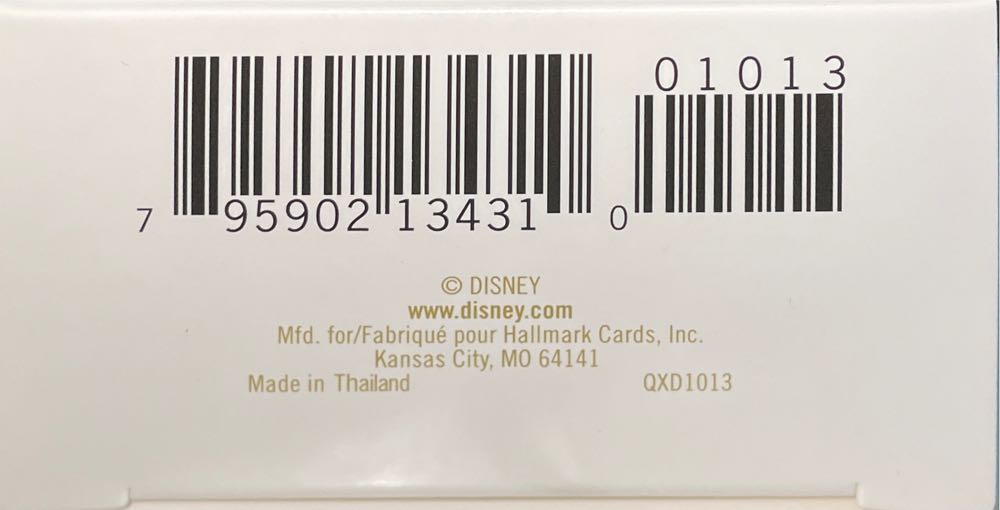 01013
7 95902 13431 0
© DISNEY
www.disney.com
Mfd. for/Fabriqué pour Hallmark Cards, Inc.
Kansas City, MO 64141
Made in Thailand QXD1013